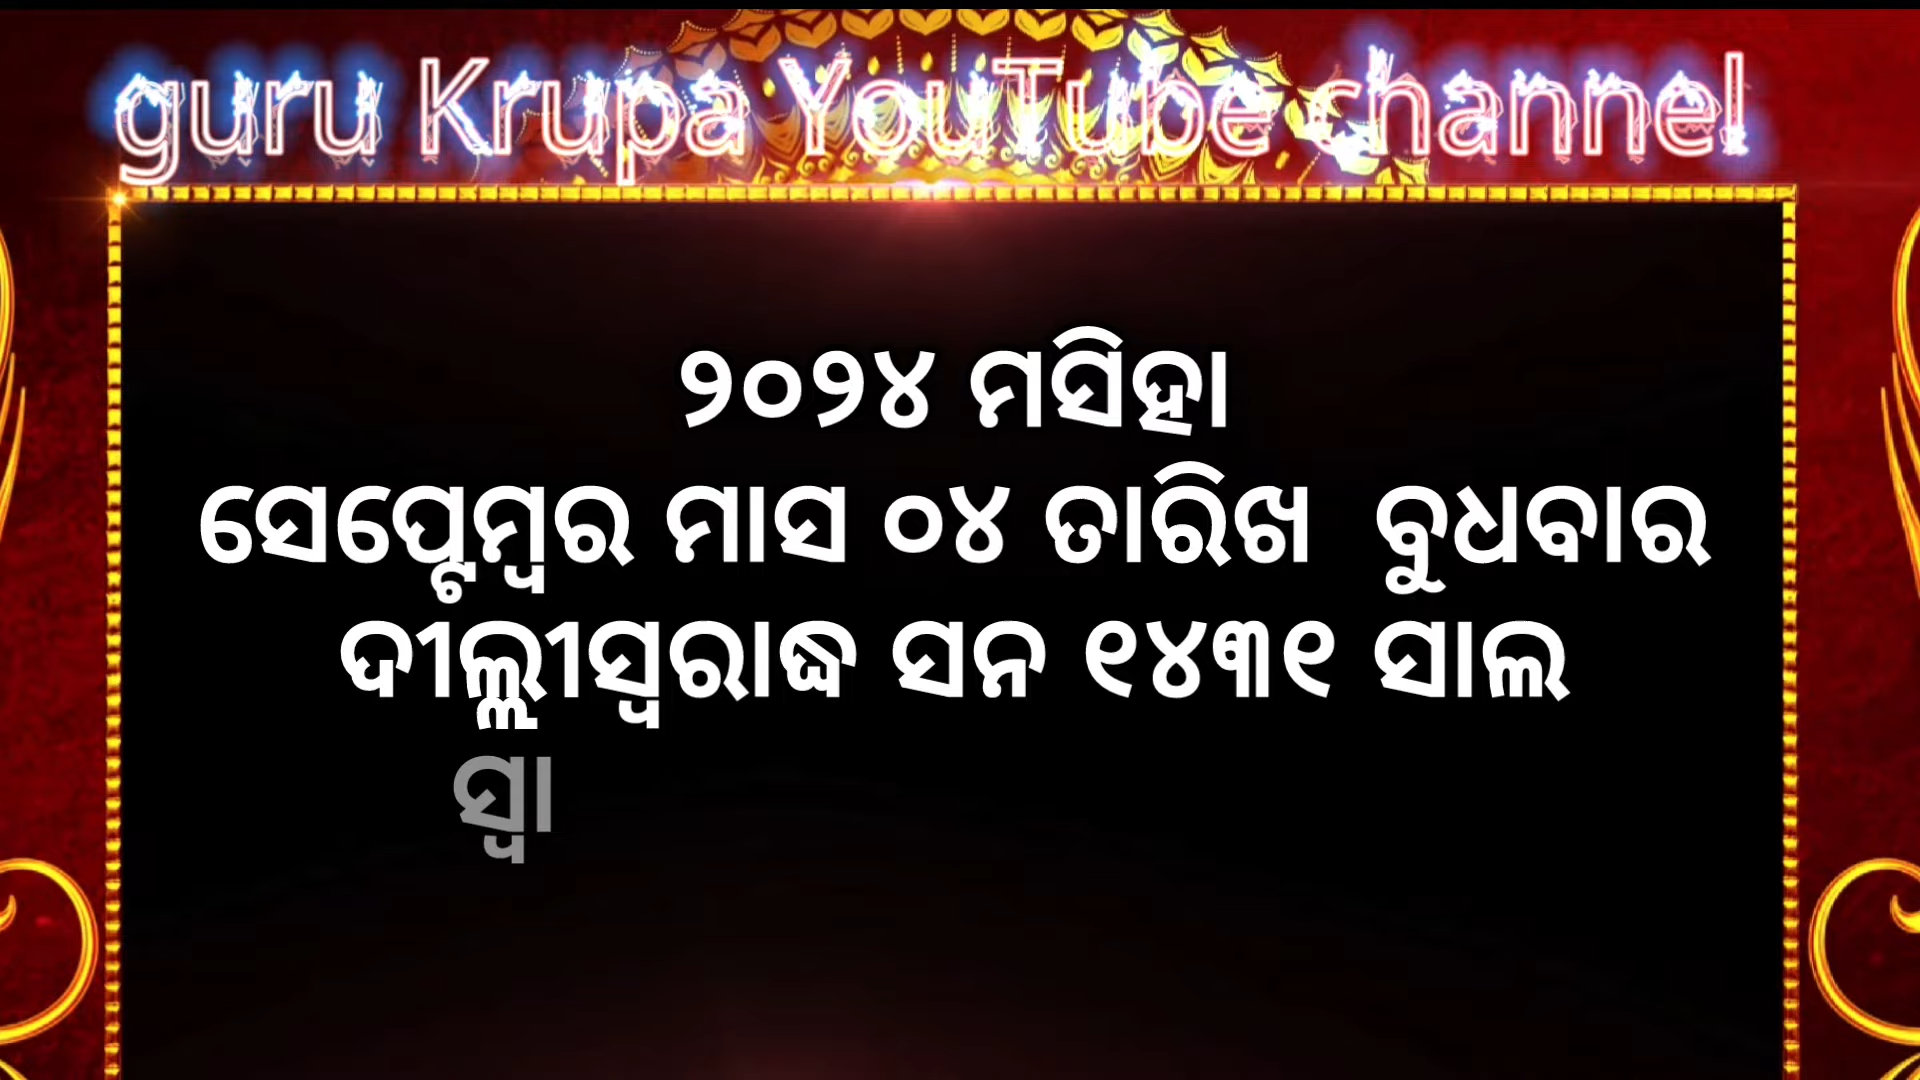 guru Krupa YouTube channel
୨୦୨୪ ମସିହା
ସେପ୍ଟେମ୍ବର ମାସ ୦୪ ତାରିଖ ବୁଧବାର
ଦୀଲ୍ଲୀସ୍ୱରାଦ୍ଧ ସନ ୧୪୩୧ ସାଲ
ସ୍ୱା